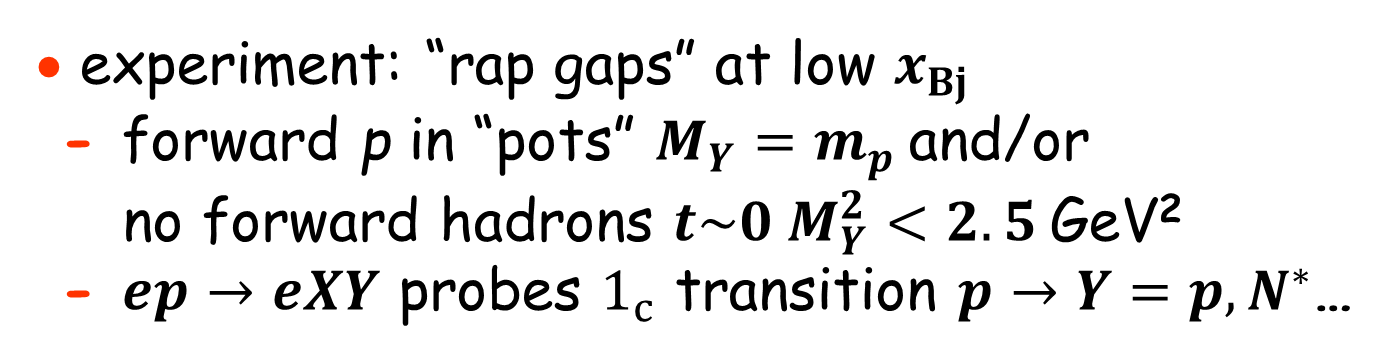 • experiment: “rap gaps” at low x_Bj
- forward p in “pots” M_Y = m_p and/or
no forward hadrons t~0 M_Y^2 < 2.5 GeV²
- ep → eXY probes 1_c transition p → Y = p, N*…